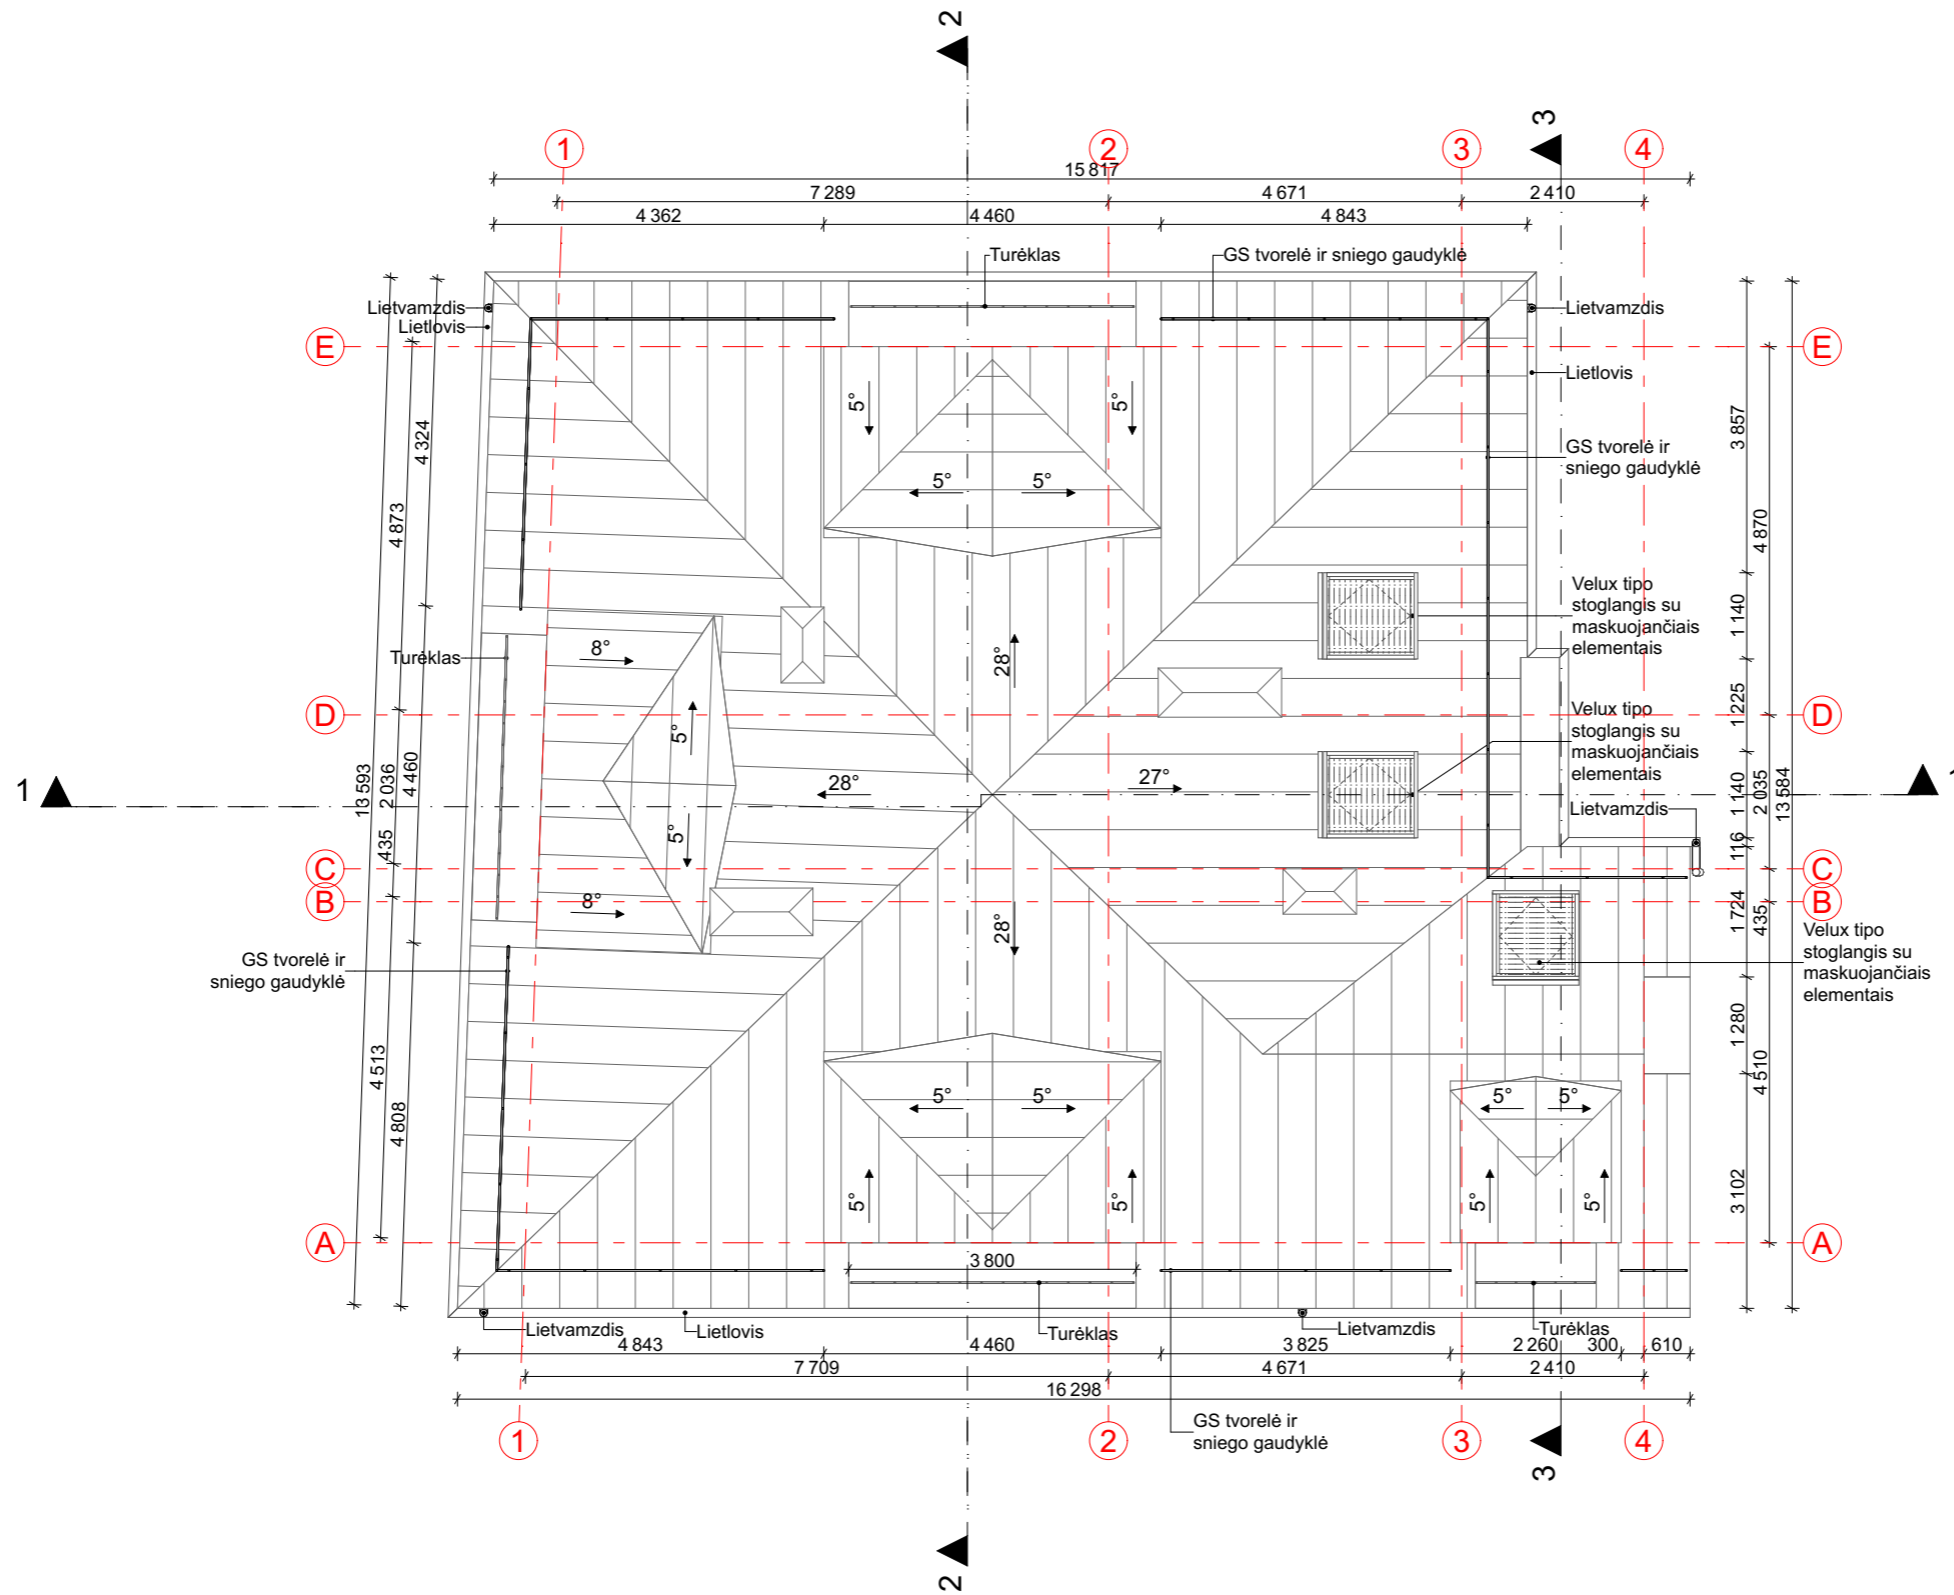 2
3
1
2
3
4
15 817
7 289
4 671
2 410
4 362
4 460
4 843
Turėklas
GS tvorelė ir sniego gaudyklė
Lietvamzdis
Lietlovis
Lietvamzdis
Lietlovis
E
E
5°
5°
5°
5°
GS tvorelė ir
sniego gaudyklė
4 324
4 873
13 593
2 036
4 460
435
4 513
4 808
3 857
4 870
1 140
1 225
1 140
2 035
13 584
116
1 724
435
1 280
4 510
3 102
Velux tipo
stoglangis su
maskuojančiais
elementais
Turėklas
8°
28°
D
D
5°
Velux tipo
stoglangis su
maskuojančiais
elementais
1
28°
27°
1
5°
Lietvamzdis
C
C
B
B
8°
28°
Velux tipo
stoglangis su
maskuojančiais
elementais
GS tvorelė ir
sniego gaudyklė
5°
5°
5°
5°
5°
5°
5°
5°
A
A
3 800
Lietvamzdis
Lietlovis
Turėklas
Lietvamzdis
Turėklas
4 843
4 460
3 825
2 260
300
610
7 709
4 671
2 410
16 298
GS tvorelė ir
sniego gaudyklė
1
2
3
4
3
2